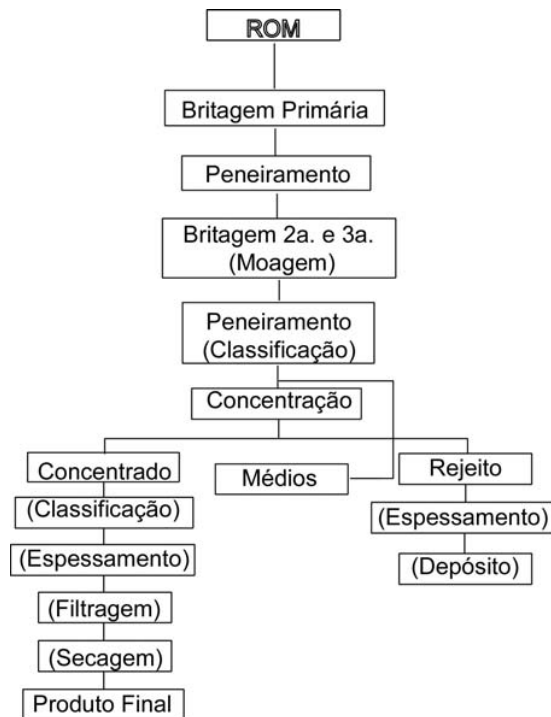 ROM
Britagem Primária
Peneiramento
Britagem 2a. e 3a.
(Moagem)
Peneiramento
(Classificação)
Concentração
Concentrado
(Classificação)
(Espessamento)
(Filtragem)
(Secagem)
Produto Final
Médios
Rejeito
(Espessamento)
(Depósito)